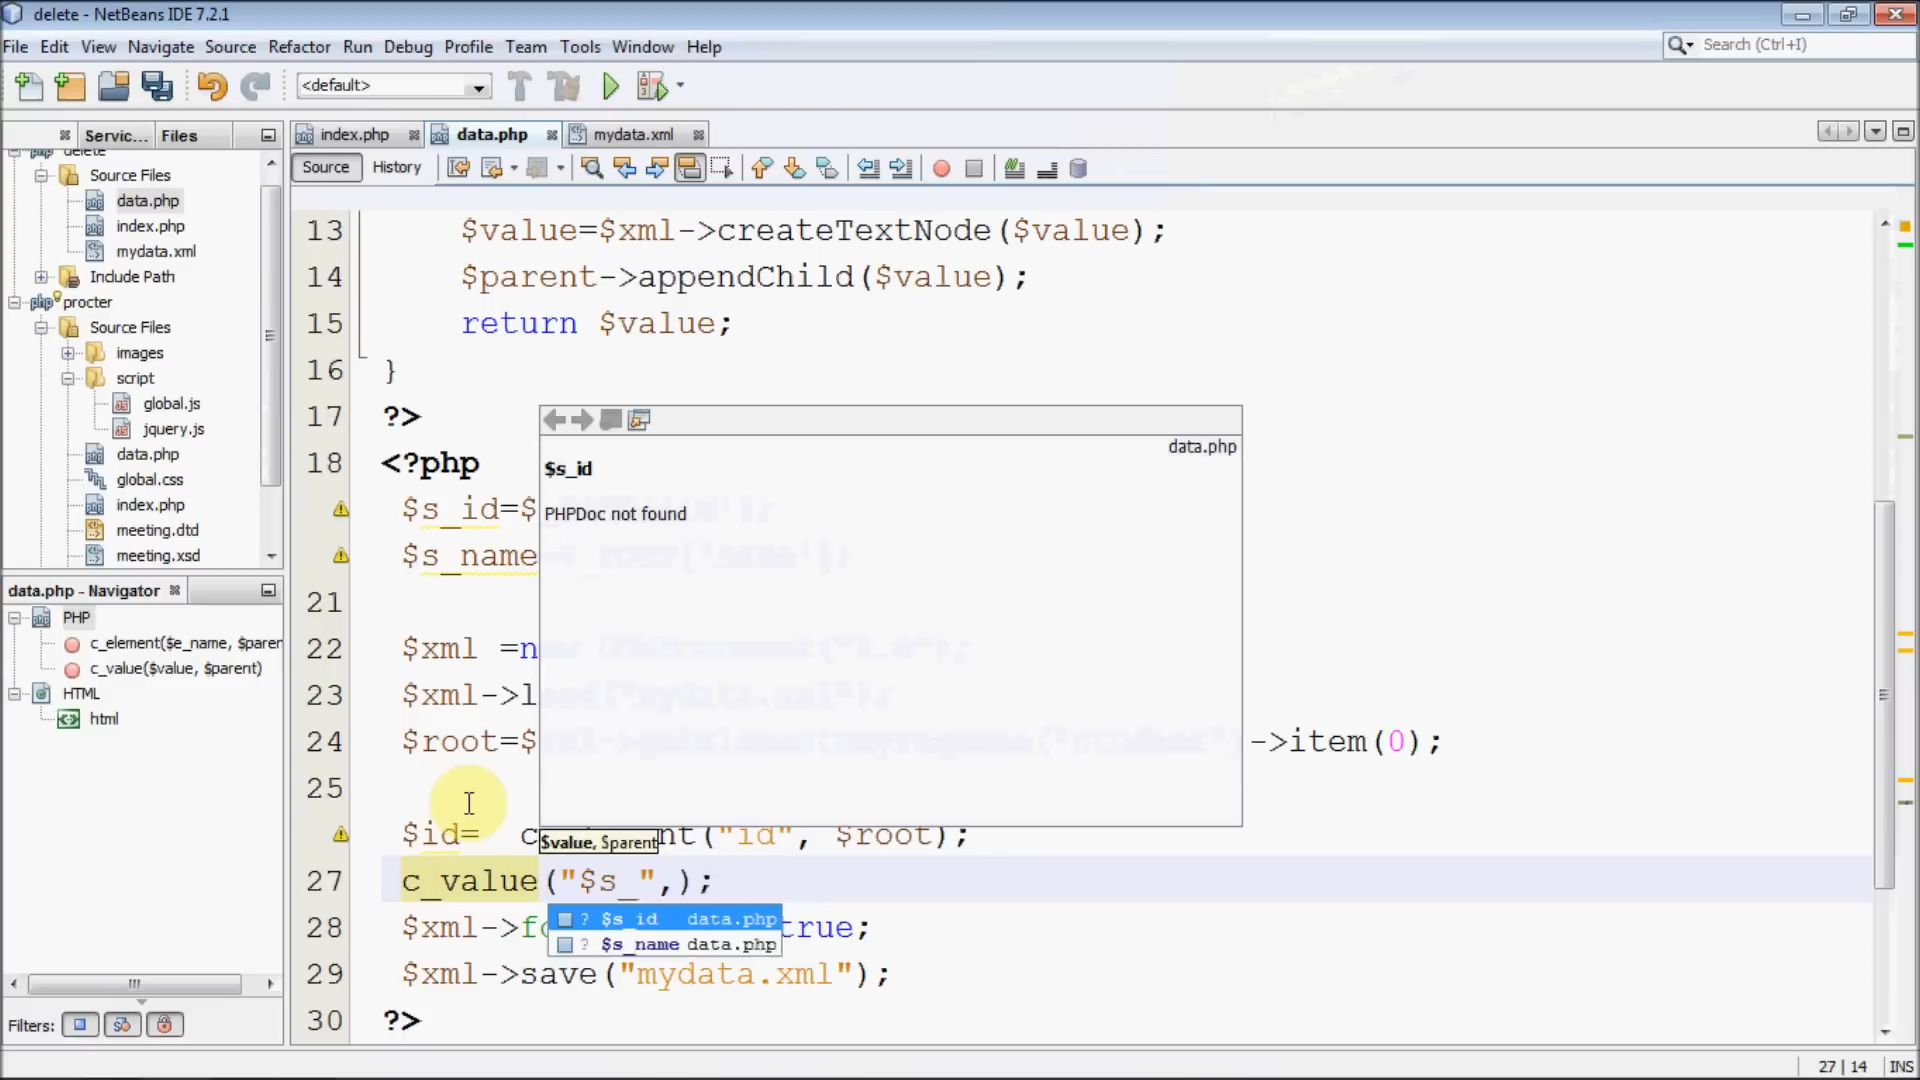 delete - NetBeans IDE 7.2.1
File Edit View Navigate Source Refactor Run Debug Profile Team Tools Window Help
Search (Ctrl+I)
<default>
Servic... Files
index.php data.php mydata.xml
Source History
delete
Source Files
data.php
index.php
mydata.xml
Include Path
procter
Source Files
images
script
global.js
jquery.js
data.php
global.css
index.php
meeting.dtd
meeting.xsd
data.php - Navigator
PHP
c_element($e_name, $paren
c_value($value, $parent)
HTML
html
Filters:
13 $value=$xml->createTextNode($value);
14 $parent->appendChild($value);
15 return $value;
16 }
17 ?>
18 <?php
$s_id=$
$s_name
21
22 $xml =n
23 $xml->l
24 $root=$ ->item(0);
25
$id= c nt("id", $root);
27 c_value("$s_",);
28 $xml->fo true;
29 $xml->save("mydata.xml");
30 ?>
data.php
$s_id
PHPDoc not found
$value, $parent
? $s_id data.php
? $s_name data.php
27 | 14 INS